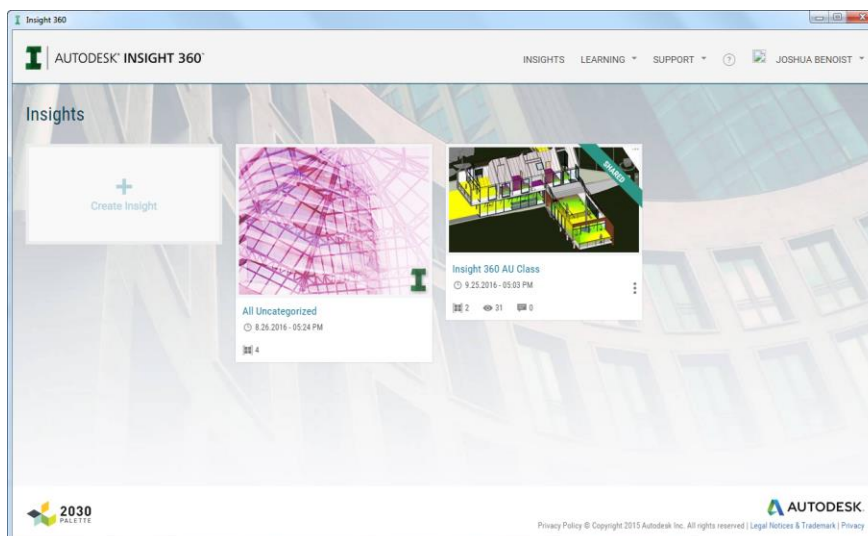 Insight 360
AUTODESK® INSIGHT 360™
INSIGHTS LEARNING SUPPORT ? JOSHUA BENOIST
Insights
+
Create Insight
SHARED
Insight 360 AU Class
9.25.2016 - 05:03 PM
2 31 0
All Uncategorized
8.26.2016 - 05:24 PM
4
2030
PALETTE
AUTODESK.
Privacy Policy © Copyright 2015 Autodesk Inc. All rights reserved | Legal Notices & Trademark | Privacy